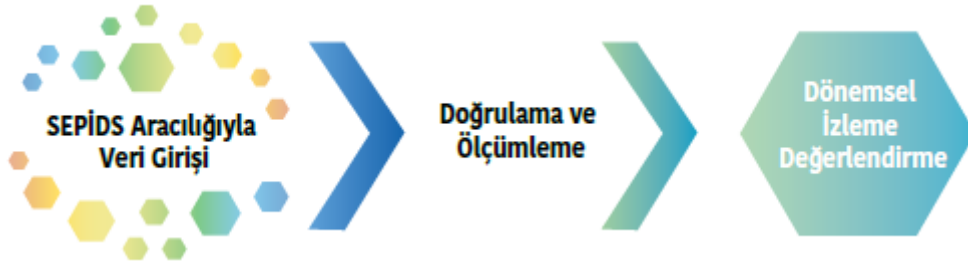 SEPİDS Aracılığıyla
Veri Girişi
Doğrulama ve
Ölçümleme
Dönemsel
İzleme
Değerlendirme